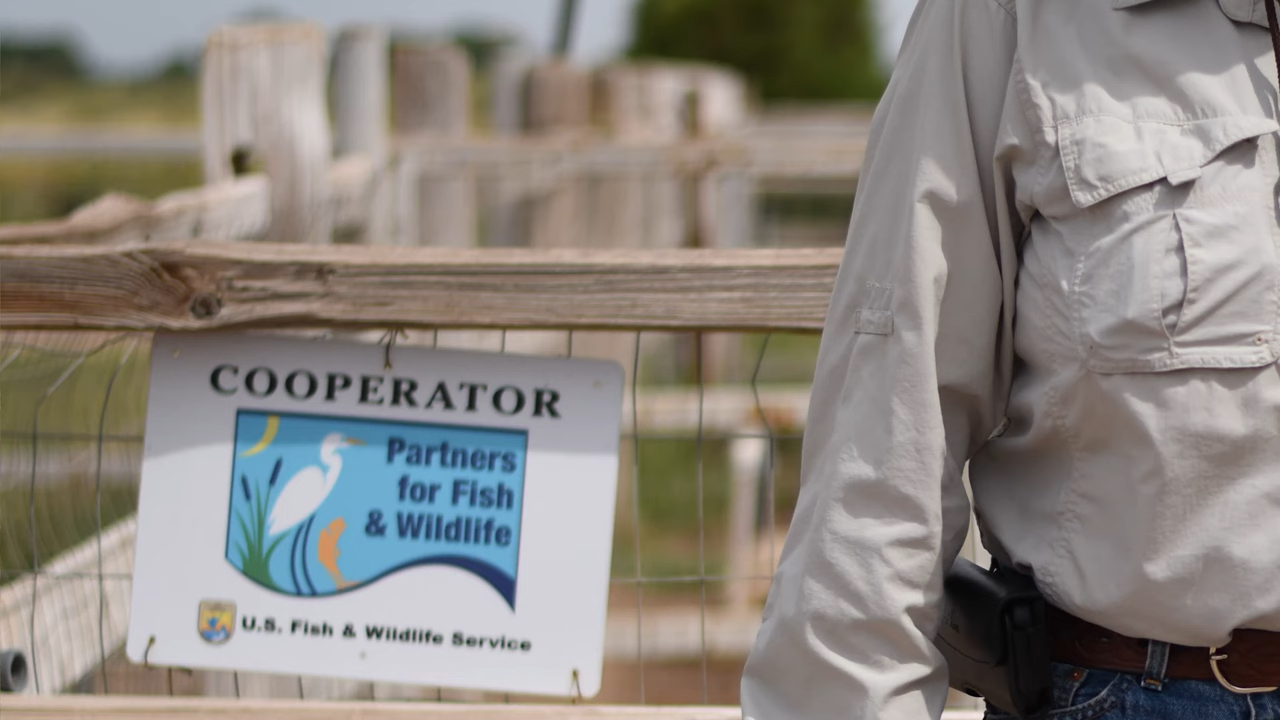 COOPERATOR
Partners
for Fish
& Wildlife
U.S. Fish & Wildlife Service